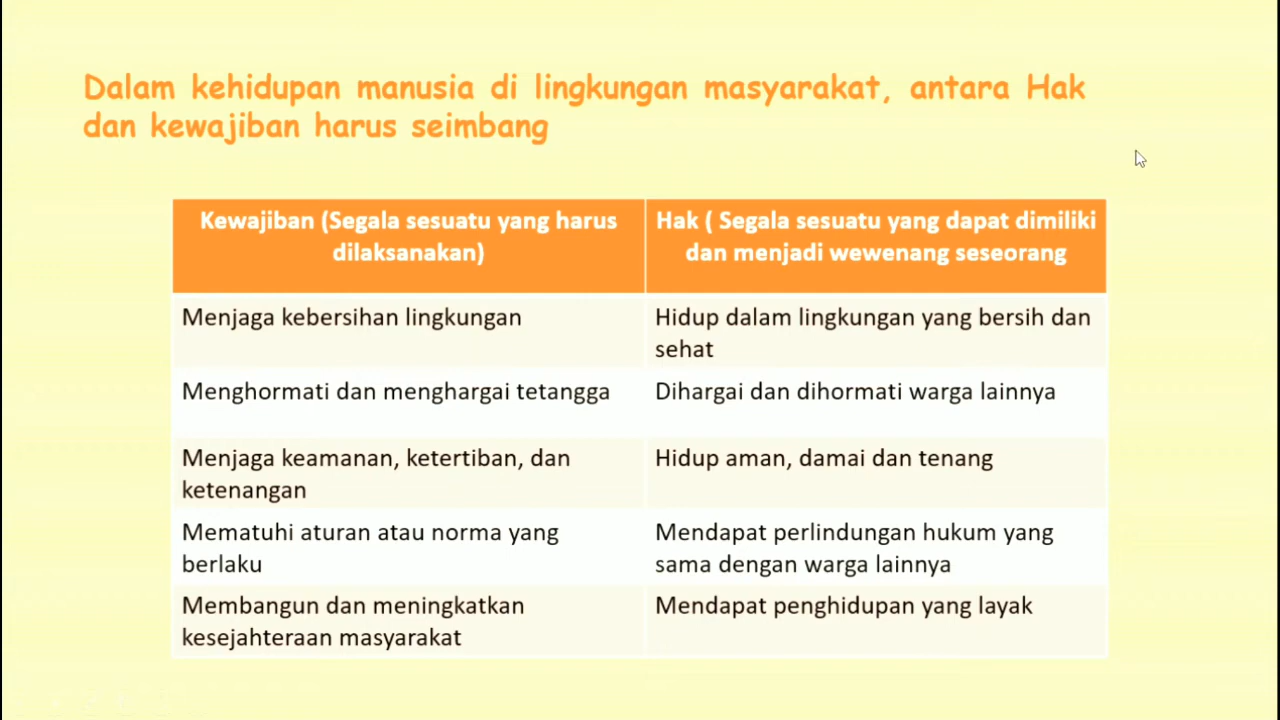 Dalam kehidupan manusia di lingkungan masyarakat, antara Hak
dan kewajiban harus seimbang
Kewajiban (Segala sesuatu yang harus
dilaksanakan)
Hak ( Segala sesuatu yang dapat dimiliki
dan menjadi wewenang seseorang
Menjaga kebersihan lingkungan
Hidup dalam lingkungan yang bersih dan
sehat
Menghormati dan menghargai tetangga
Dihargai dan dihormati warga lainnya
Menjaga keamanan, ketertiban, dan
ketenangan
Hidup aman, damai dan tenang
Mematuhi aturan atau norma yang
berlaku
Mendapat perlindungan hukum yang
sama dengan warga lainnya
Membangun dan meningkatkan
kesejahteraan masyarakat
Mendapat penghidupan yang layak